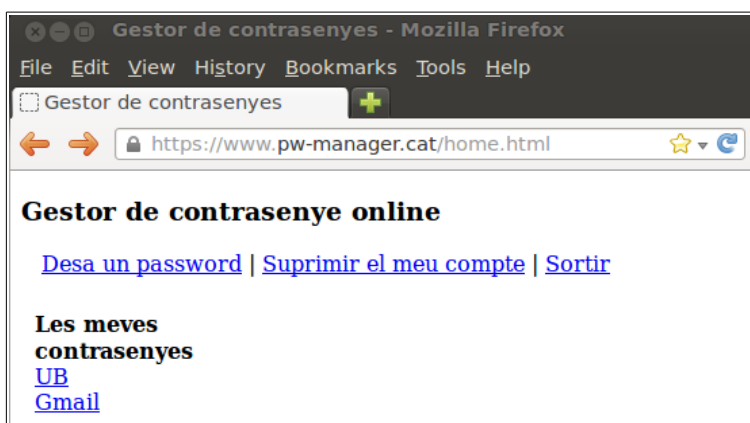 Gestor de contrasenyes - Mozilla Firefox
File Edit View History Bookmarks Tools Help
Gestor de contrasenyes
https://www.pw-manager.cat/home.html
Gestor de contrasenye online
Desa un password | Suprimir el meu compte | Sortir
Les meves
contrasenyes
UB
Gmail